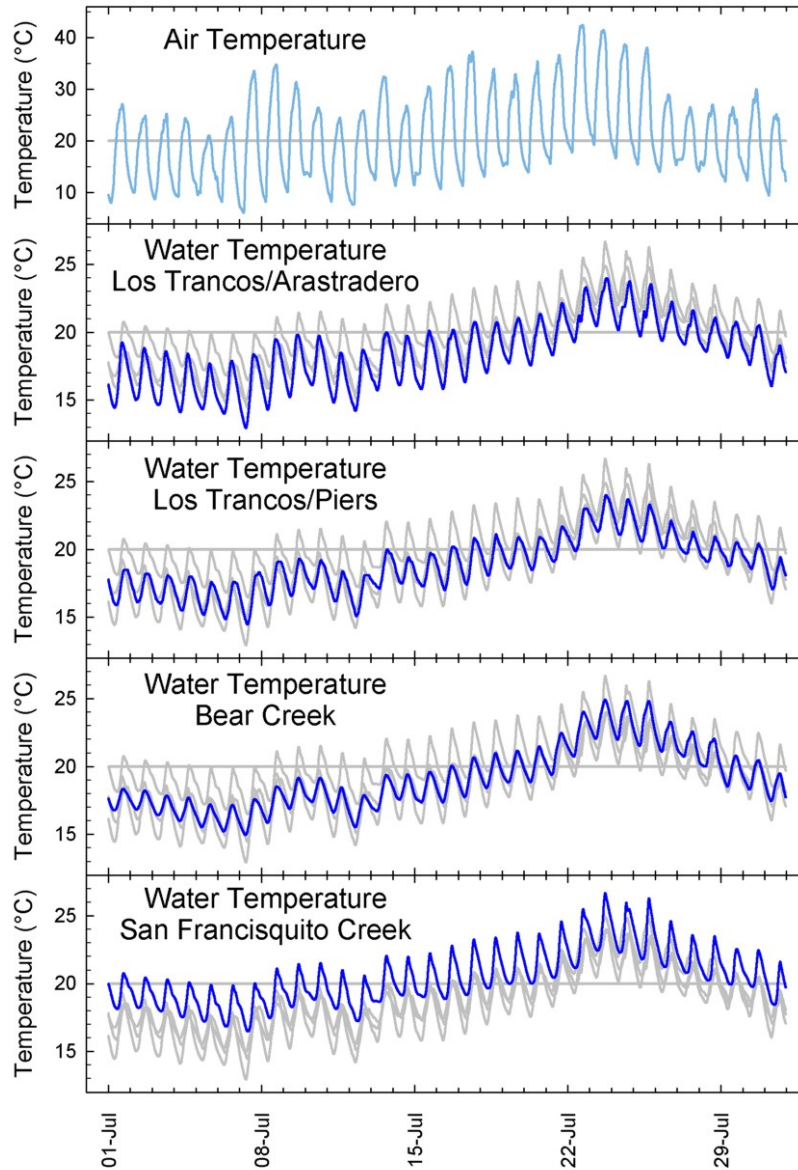 Air Temperature
Temperature (°C)
40
30
20
10
Water Temperature
Los Trancos/Arastradero
Temperature (°C)
25
20
15
Water Temperature
Los Trancos/Piers
Temperature (°C)
25
20
15
Water Temperature
Bear Creek
Temperature (°C)
25
20
15
Water Temperature
San Francisquito Creek
Temperature (°C)
25
20
15
01-Jul
08-Jul
15-Jul
22-Jul
29-Jul